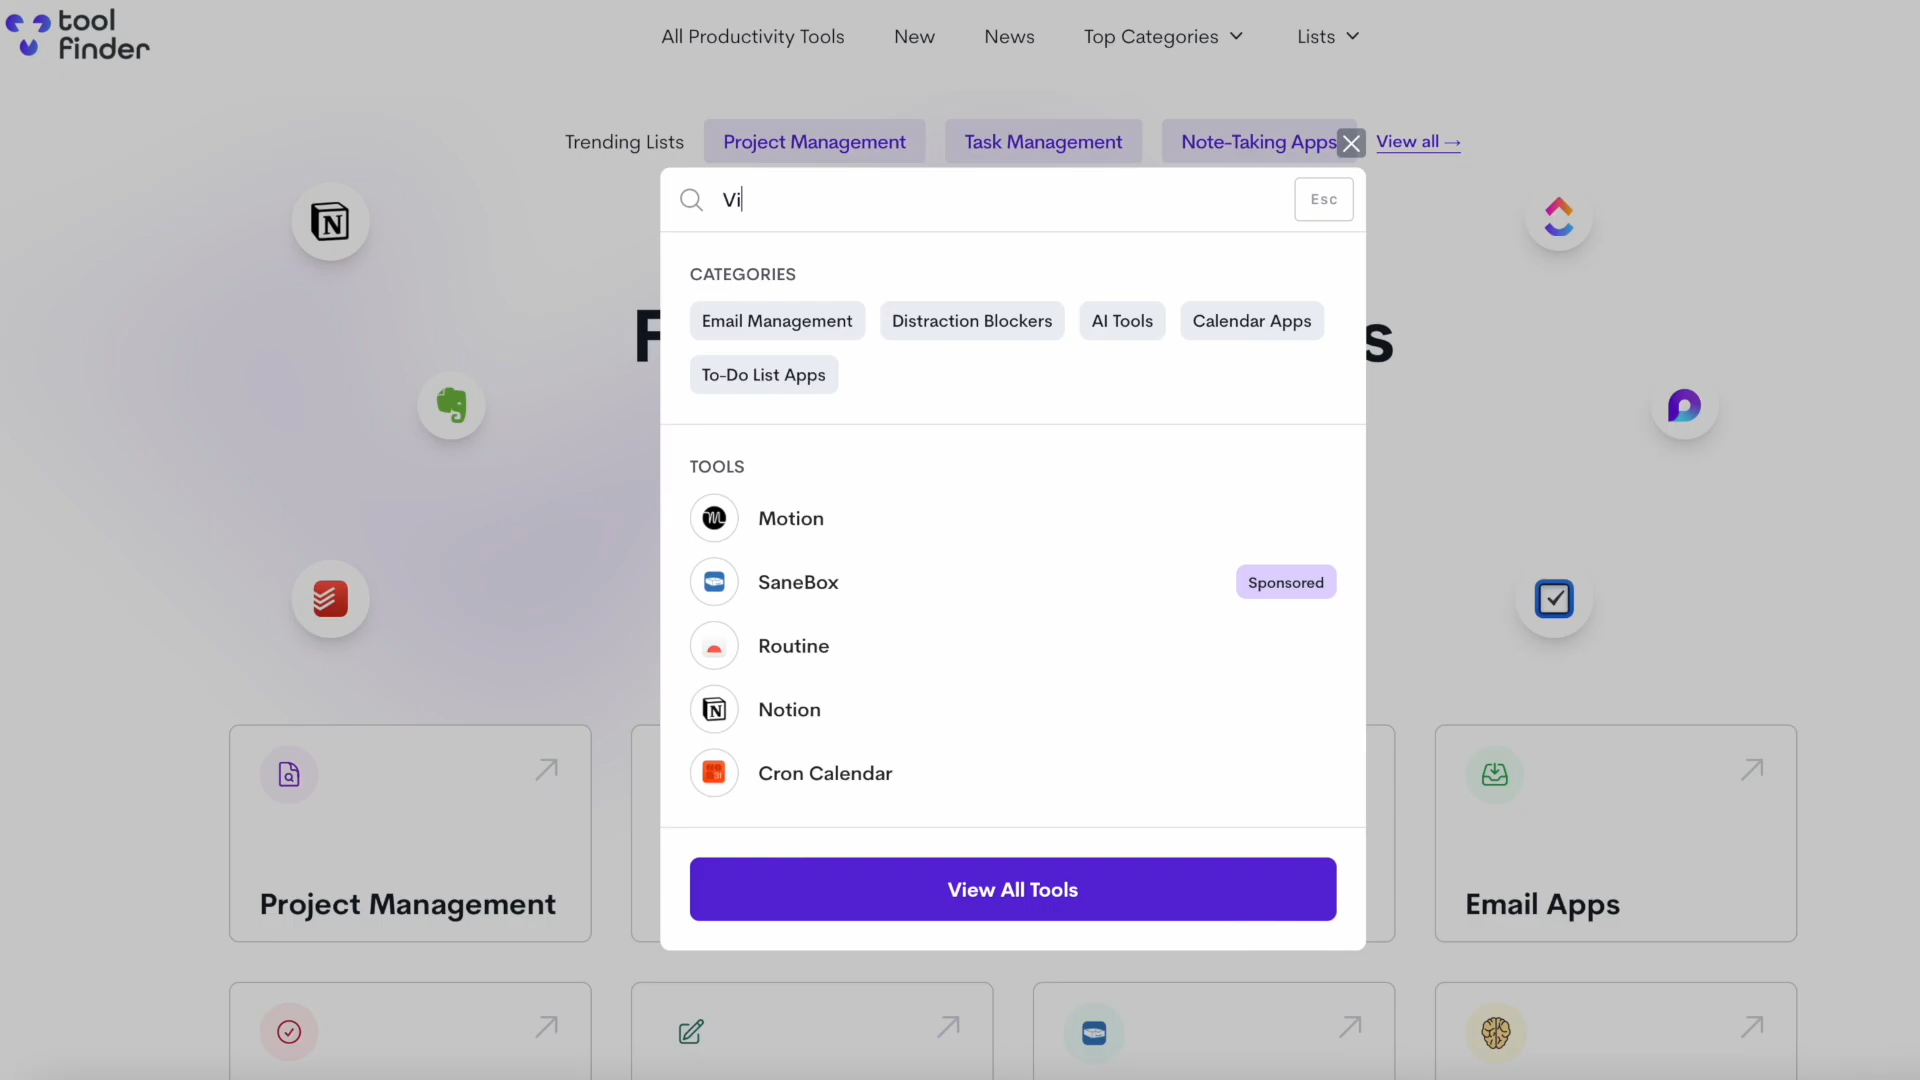 tool
finder
All Productivity Tools
New
News
Top Categories
Lists
Trending Lists
Project Management
Task Management
Note-Taking Apps
View all →
Vi
Esc
CATEGORIES
Email Management
Distraction Blockers
AI Tools
Calendar Apps
To-Do List Apps
TOOLS
Motion
SaneBox
Sponsored
Routine
Notion
Cron Calendar
View All Tools
Project Management
Email Apps